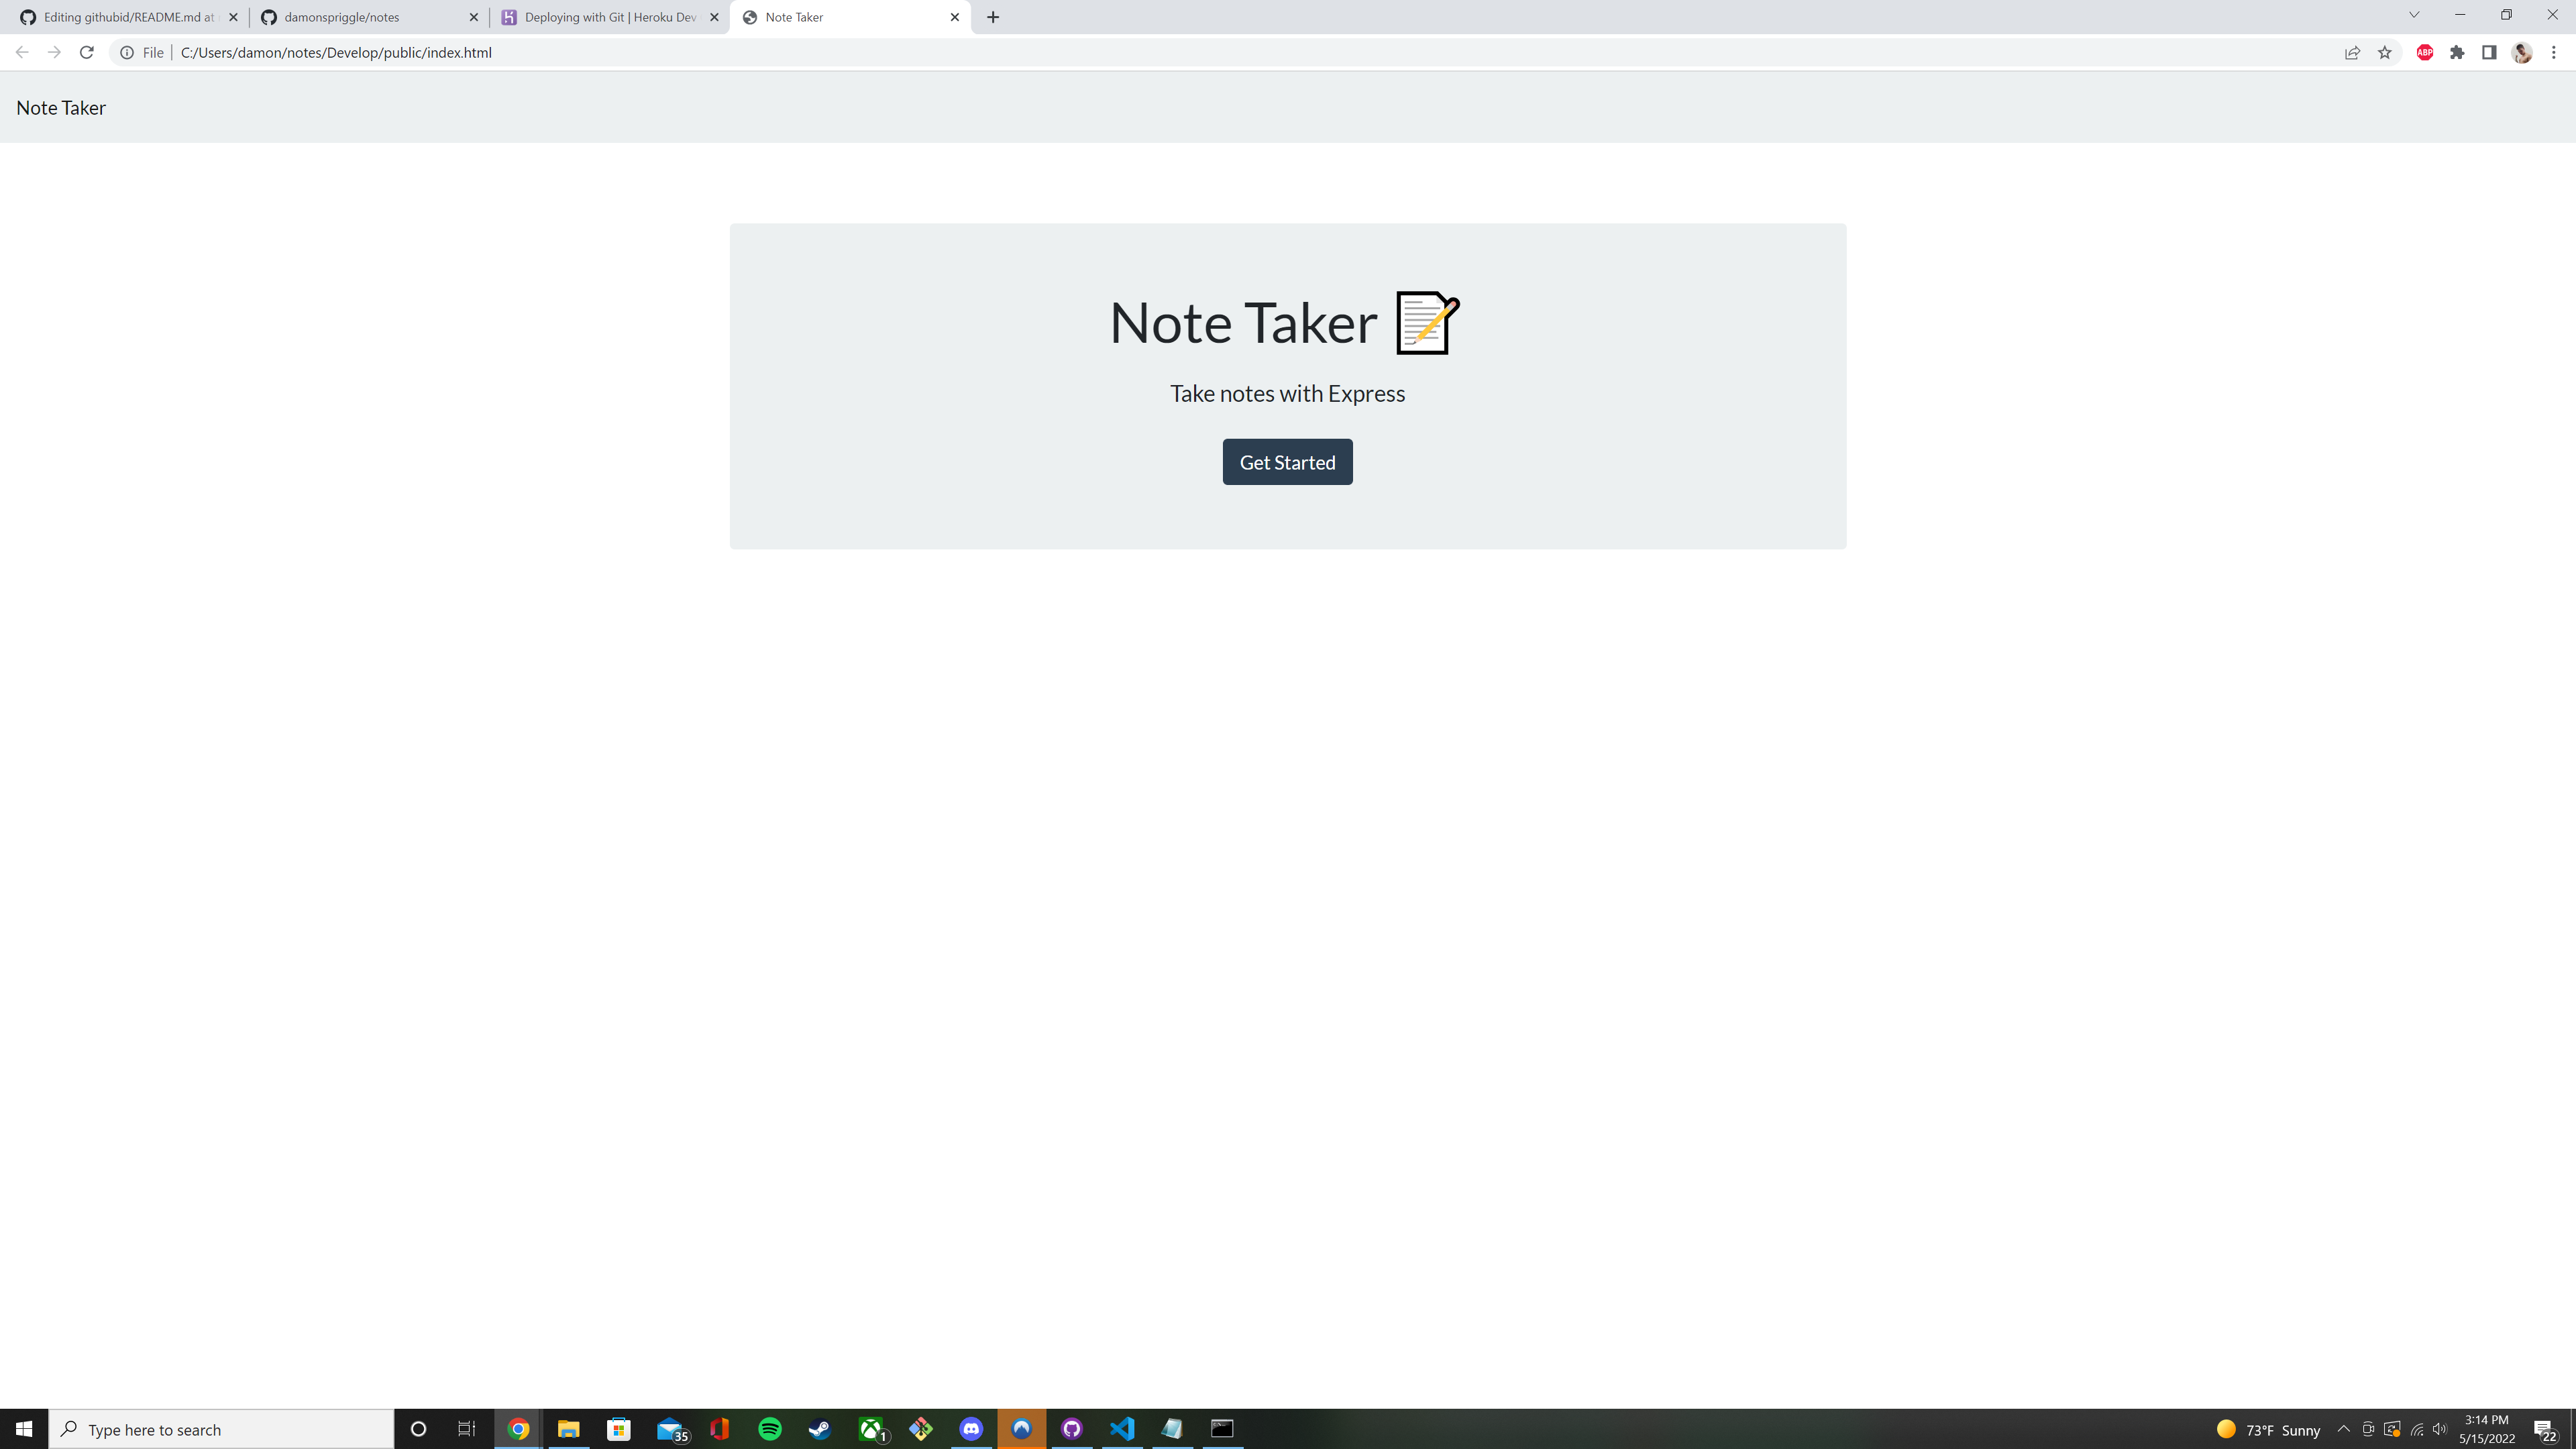 Editing githubid/README.md at
damonspriggle/notes
Deploying with Git | Heroku Dev
Note Taker
File
C:/Users/damon/notes/Develop/public/index.html
ABP
Note Taker
Note Taker
Take notes with Express
Get Started
Type here to search
35
1
73°F Sunny
3:14 PM
5/15/2022
22